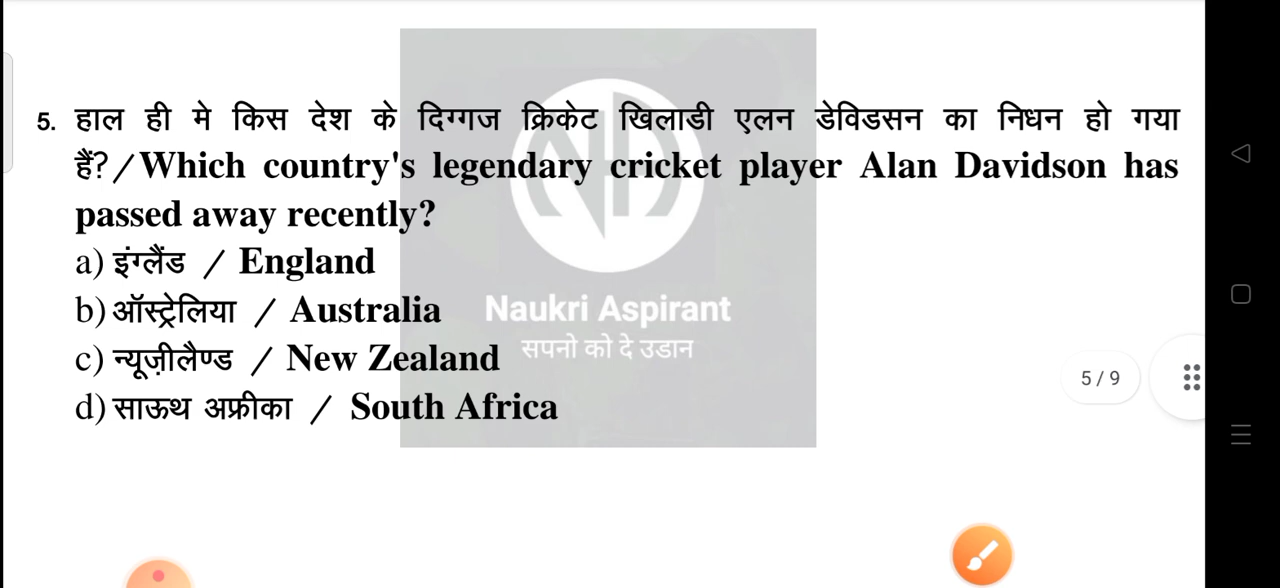 5. हाल ही मे किस देश के दिग्गज क्रिकेट खिलाडी एलन डेविडसन का निधन हो गया
हैं?/Which country's legendary cricket player Alan Davidson has
passed away recently?
a) इंग्लैंड / England
b) ऑस्ट्रेलिया / Australia
Naukri Aspirant
सपनो को दे उडान
c) न्यूज़ीलैण्ड / New Zealand
5 / 9
d) साऊथ अफ्रीका / South Africa